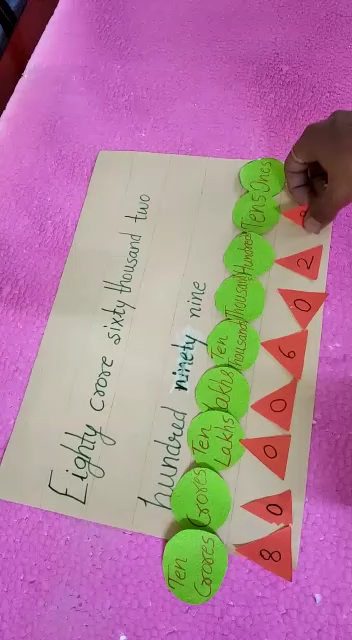 Eighty crore sixty thousand two
hundred ninety nine
Ten Crores
Crores
Ten Lakhs
Lakhs
Ten Thousand
Thousand
Hundred
Tens
Ones
8
0
0
0
6
0
2